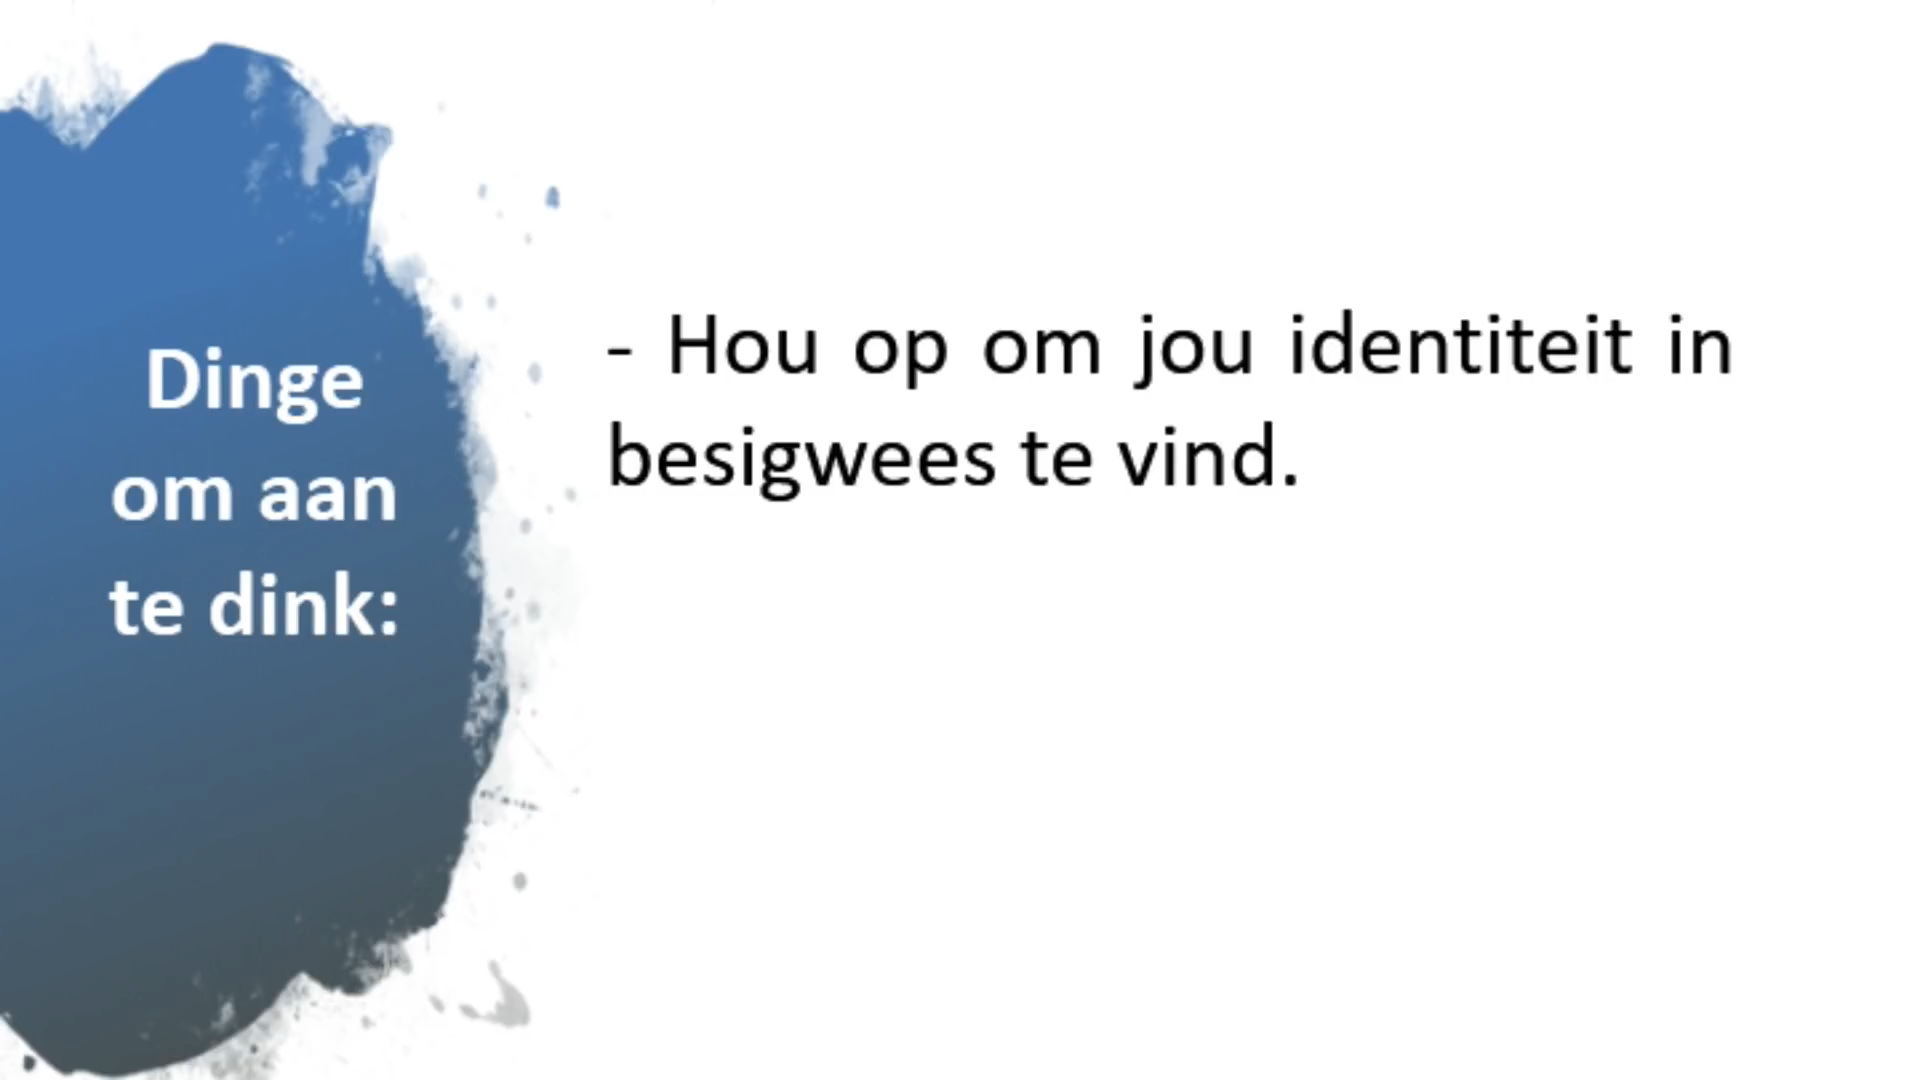 Dinge
om aan
te dink:
- Hou op om jou identiteit in
besigwees te vind.